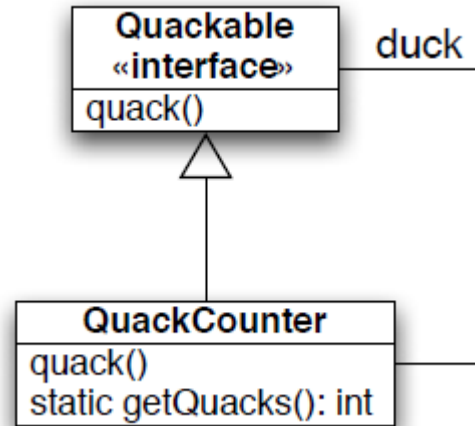 Quackable
«interface»
duck
quack()
QuackCounter
quack()
static getQuacks(): int